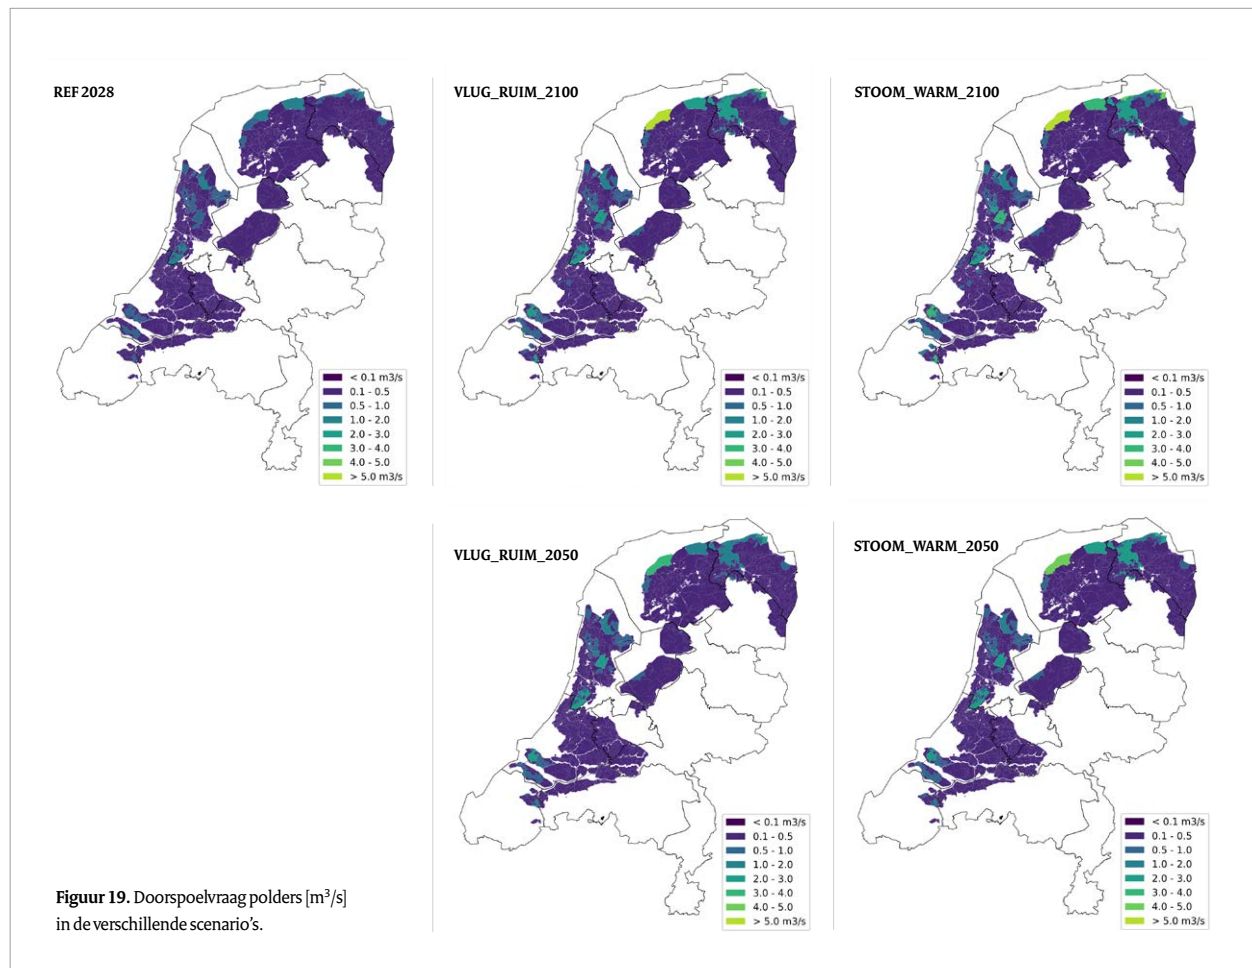 REF 2028
< 0.1 m3/s
0.1 - 0.5
0.5 - 1.0
1.0 - 2.0
2.0 - 3.0
3.0 - 4.0
4.0 - 5.0
> 5.0 m3/s
VLUG_RUIM_2100
< 0.1 m3/s
0.1 - 0.5
0.5 - 1.0
1.0 - 2.0
2.0 - 3.0
3.0 - 4.0
4.0 - 5.0
> 5.0 m3/s
STOOM_WARM_2100
< 0.1 m3/s
0.1 - 0.5
0.5 - 1.0
1.0 - 2.0
2.0 - 3.0
3.0 - 4.0
4.0 - 5.0
> 5.0 m3/s
VLUG_RUIM_2050
< 0.1 m3/s
0.1 - 0.5
0.5 - 1.0
1.0 - 2.0
2.0 - 3.0
3.0 - 4.0
4.0 - 5.0
> 5.0 m3/s
STOOM_WARM_2050
< 0.1 m3/s
0.1 - 0.5
0.5 - 1.0
1.0 - 2.0
2.0 - 3.0
3.0 - 4.0
4.0 - 5.0
> 5.0 m3/s
Figuur 19. Doorspoelvraag polders [m³/s]
in de verschillende scenario's.